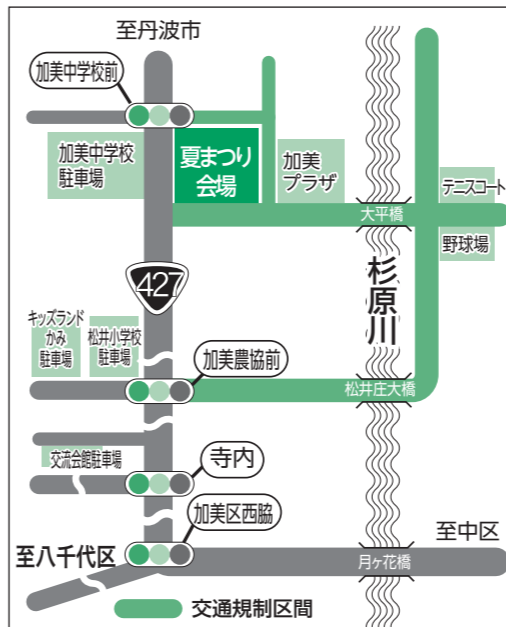 至丹波市
加美中学校前
加美中学校
駐車場
夏まつり
会場
加美
プラザ
テニスコート
大平橋
野球場
杉原川
427
キッズランド
かみ
駐車場
松井小学校
駐車場
加美農協前
松井庄大橋
交流会館駐車場
寺内
加美区西脇
至中区
至八千代区
月ヶ花橋
交通規制区間